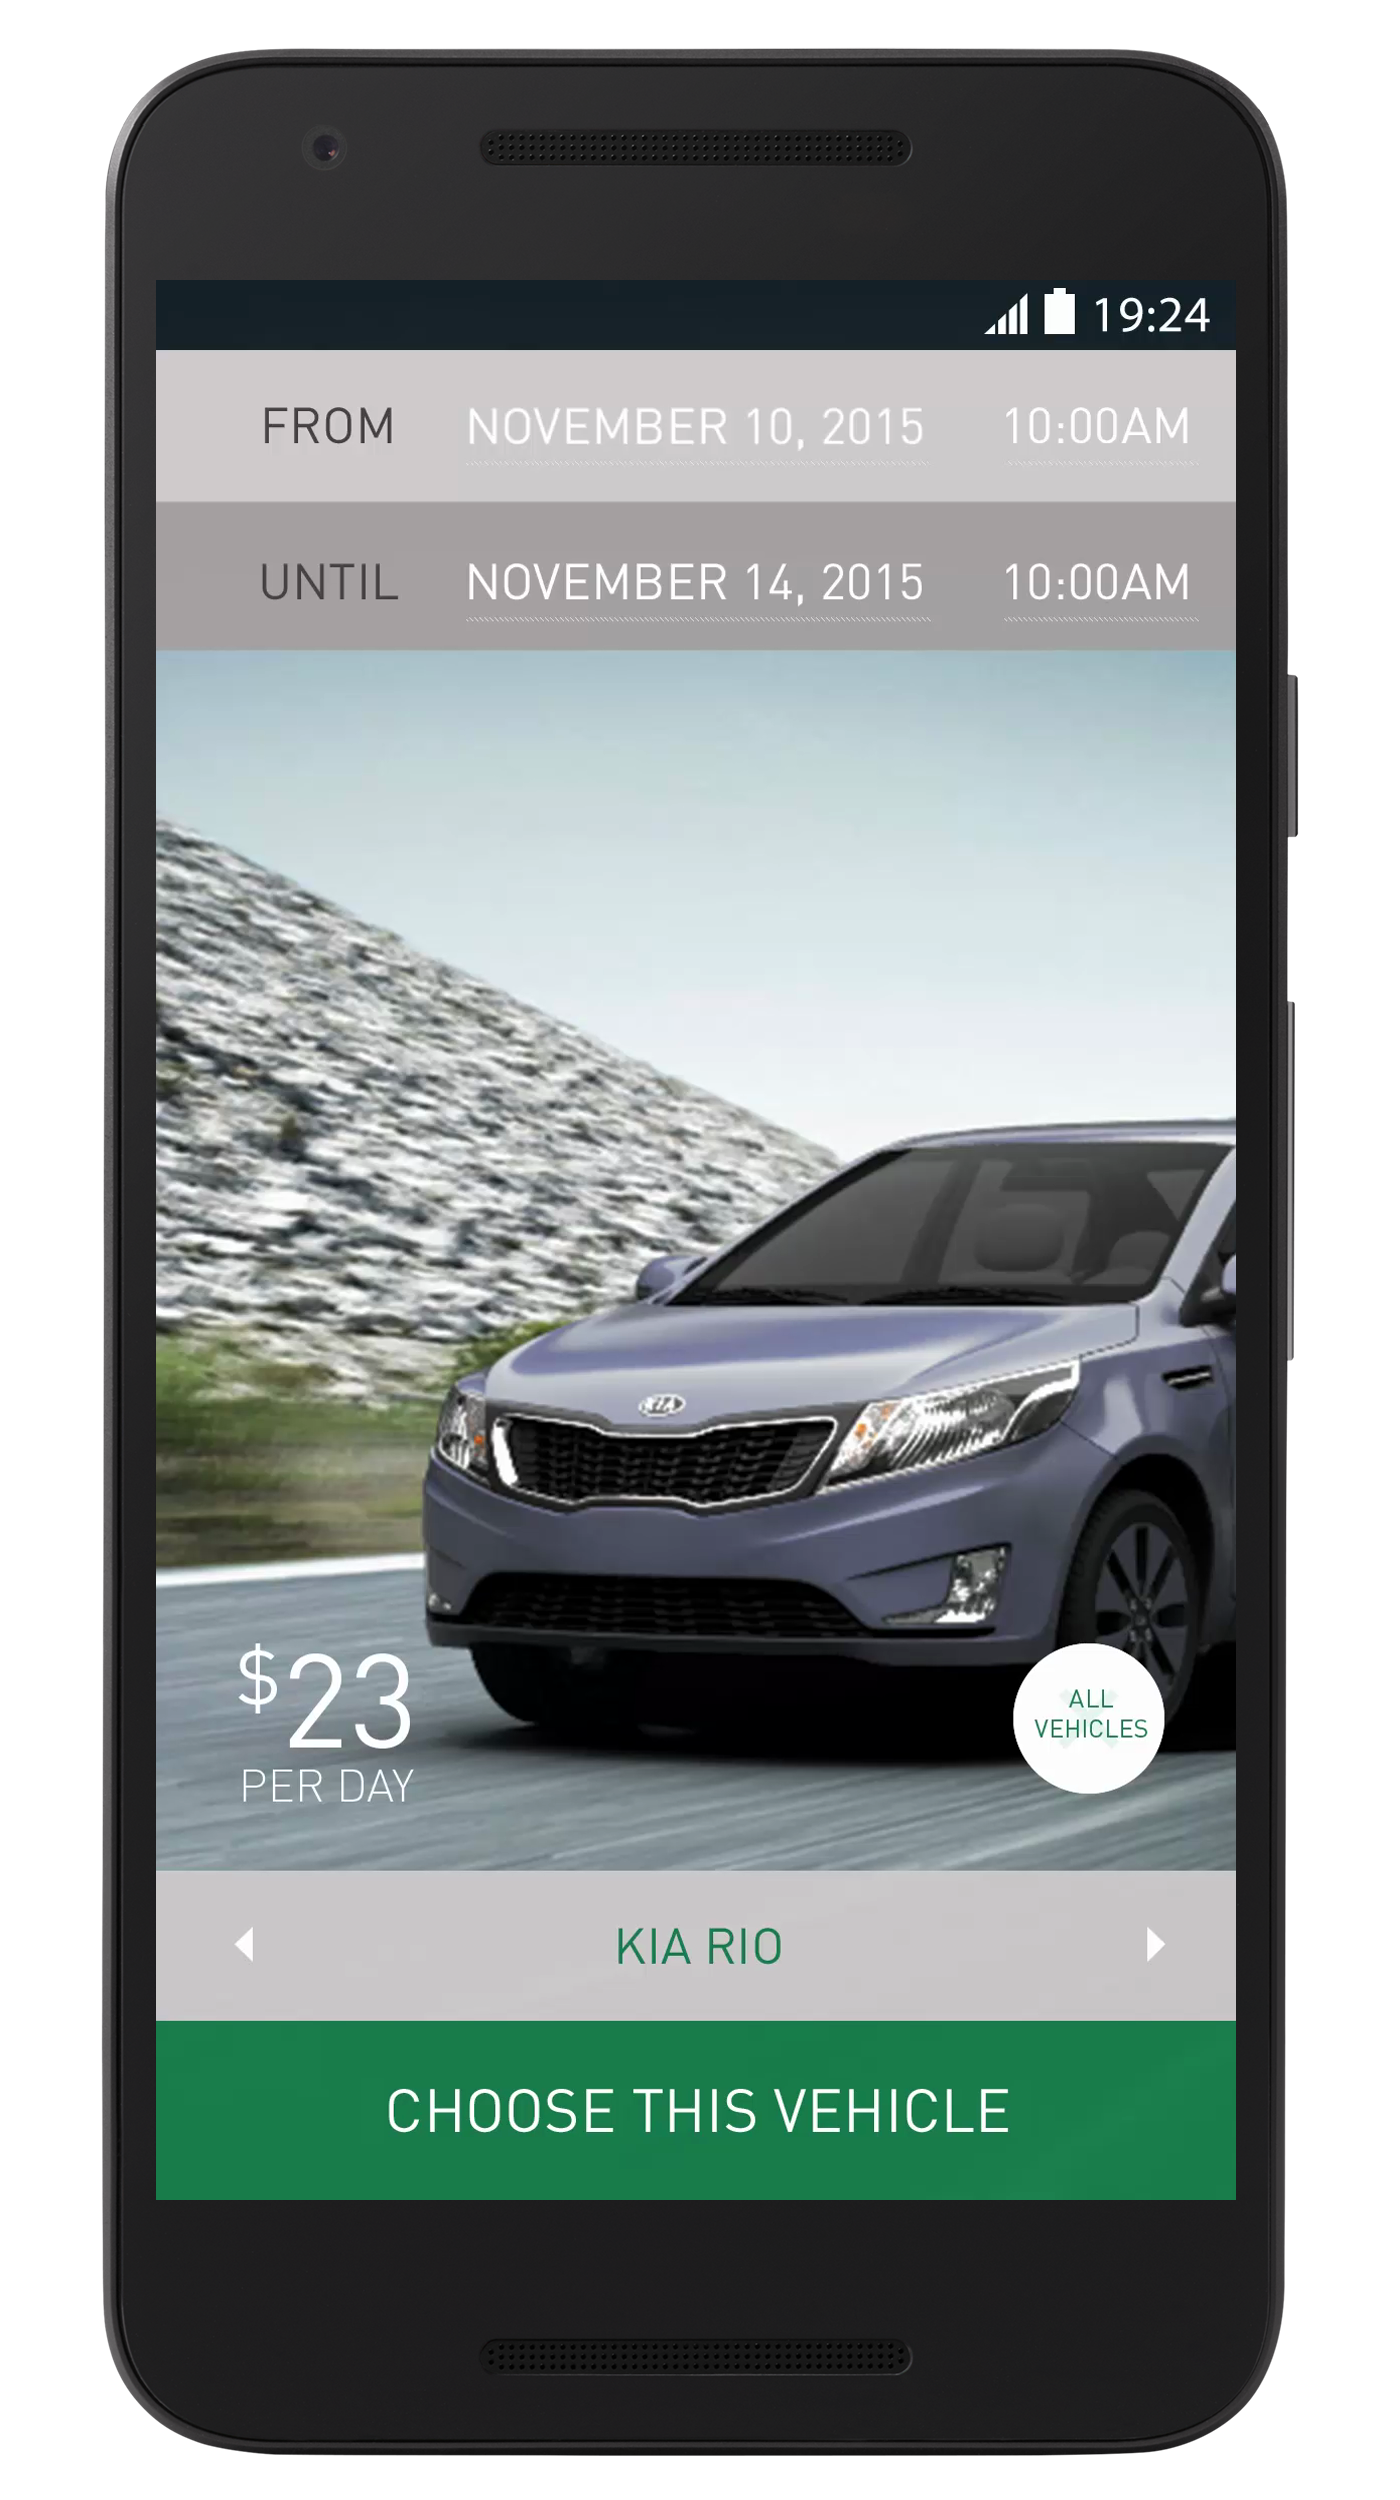 19:24
FROM NOVEMBER 10, 2015 10:00AM
UNTIL NOVEMBER 14, 2015 10:00AM
KIA
$23
PER DAY
ALL
VEHICLES
KIA RIO
CHOOSE THIS VEHICLE